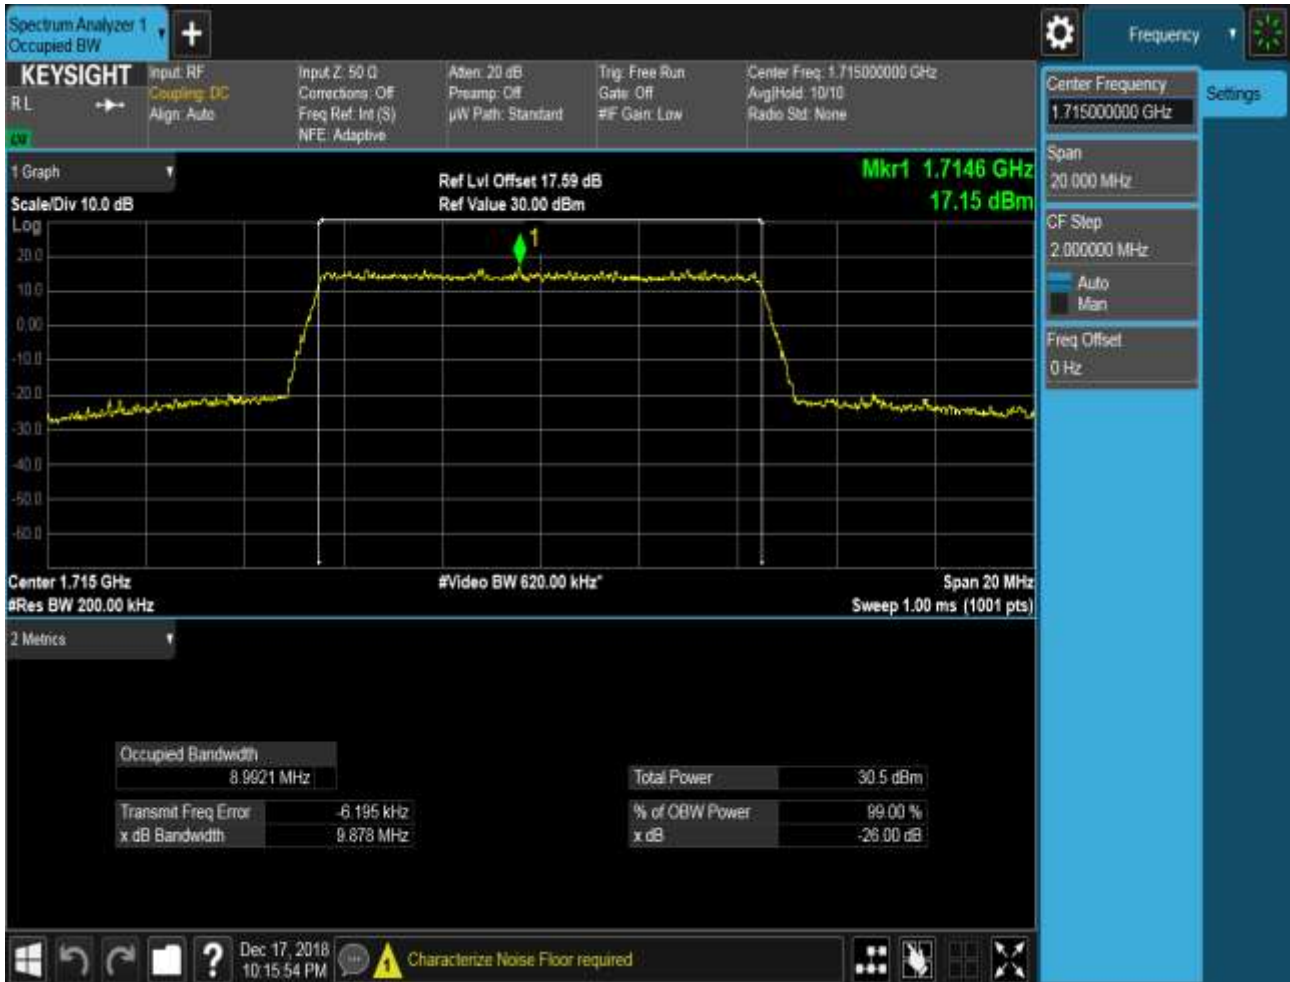 Spectrum Analyzer 1
Occupied BW
Frequency
KEYSIGHT
RL
Input: RF
Coupling: DC
Align: Auto
Input Z: 50 Ω
Corrections: Off
Freq Ref: Int (S)
NFE: Adaptive
Atten: 20 dB
Preamp: Off
µW Path: Standard
Trig: Free Run
Gate: Off
#IF Gain: Low
Center Freq: 1.715000000 GHz
Avg|Hold: 10/10
Radio Std: None
Center Frequency
1.715000000 GHz
Settings
Span
20.000 MHz
CF Step
2.000000 MHz
Auto
Man
Freq Offset
0 Hz
1 Graph
Scale/Div 10.0 dB
Ref Lvl Offset 17.59 dB
Ref Value 30.00 dBm
Mkr1 1.7146 GHz
17.15 dBm
Log
1
20.0
10.0
0.00
-10.0
-20.0
-30.0
-40.0
-50.0
-60.0
Center 1.715 GHz
#Video BW 620.00 kHz*
Span 20 MHz
#Res BW 200.00 kHz
Sweep 1.00 ms (1001 pts)
2 Metrics
Occupied Bandwidth
8.9921 MHz
Transmit Freq Error -6.195 kHz
x dB Bandwidth 9.878 MHz
Total Power 30.5 dBm
% of OBW Power 99.00 %
x dB -26.00 dB
?
Dec 17, 2018
10:15:54 PM
Characterize Noise Floor required